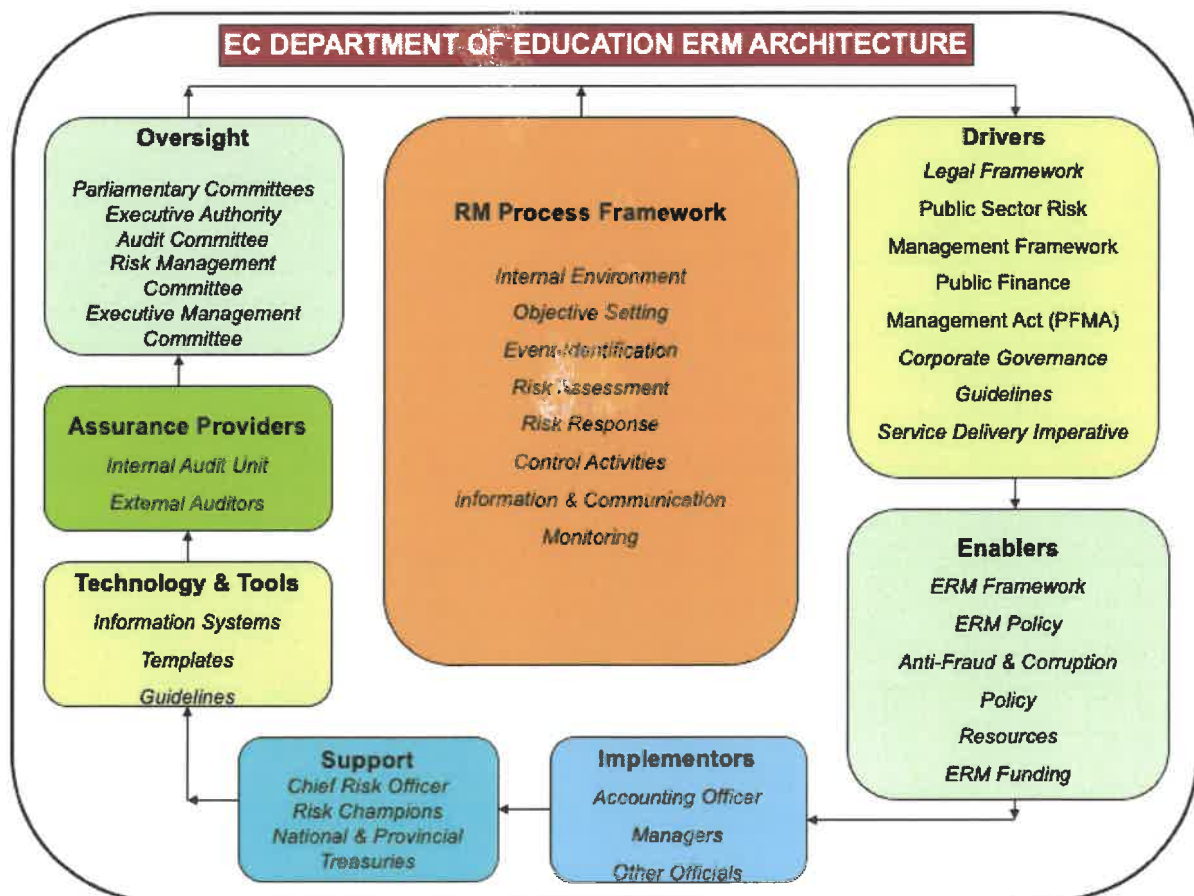 EC DEPARTMENT OF EDUCATION ERM ARCHITECTURE
Oversight
Parliamentary Committees
Executive Authority
Audit Committee
Risk Management
Committee
Executive Management
Committee
Assurance Providers
Internal Audit Unit
External Auditors
Technology & Tools
Information Systems
Templates
Guidelines
RM Process Framework
Internal Environment
Objective Setting
Event Identification
Risk Assessment
Risk Response
Control Activities
Information & Communication
Monitoring
Drivers
Legal Framework
Public Sector Risk
Management Framework
Public Finance
Management Act (PFMA)
Corporate Governance
Guidelines
Service Delivery Imperative
Enablers
ERM Framework
ERM Policy
Anti-Fraud & Corruption
Policy
Resources
ERM Funding
Support
Chief Risk Officer
Risk Champions
National & Provincial
Treasuries
Implementors
Accounting Officer
Managers
Other Officials